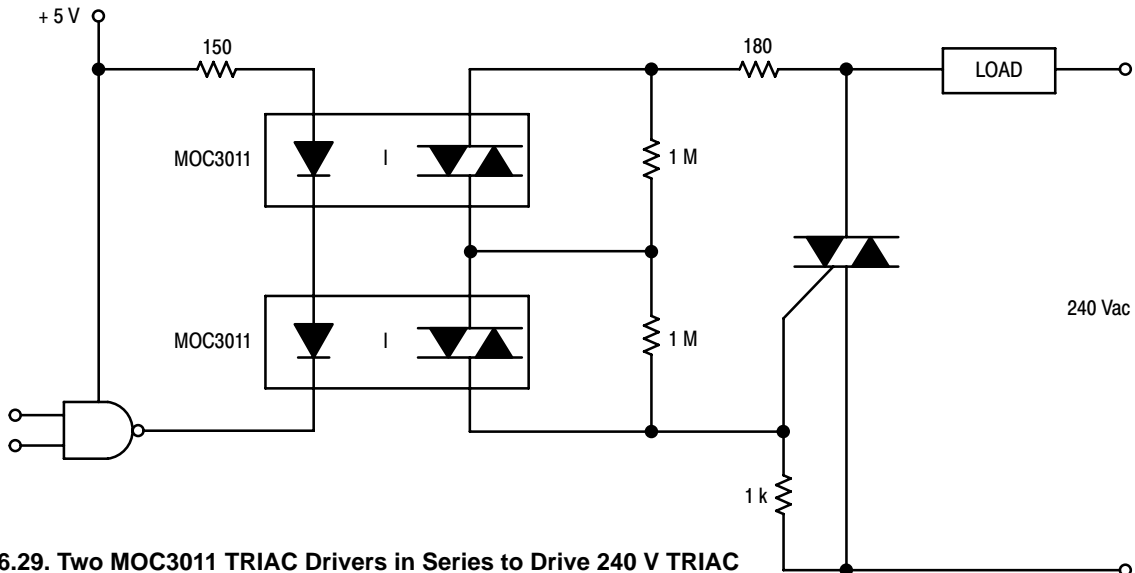 + 5 V
150
180
LOAD
MOC3011
I
1 M
MOC3011
I
1 M
240 Vac
1 k
6.29. Two MOC3011 TRIAC Drivers in Series to Drive 240 V TRIAC